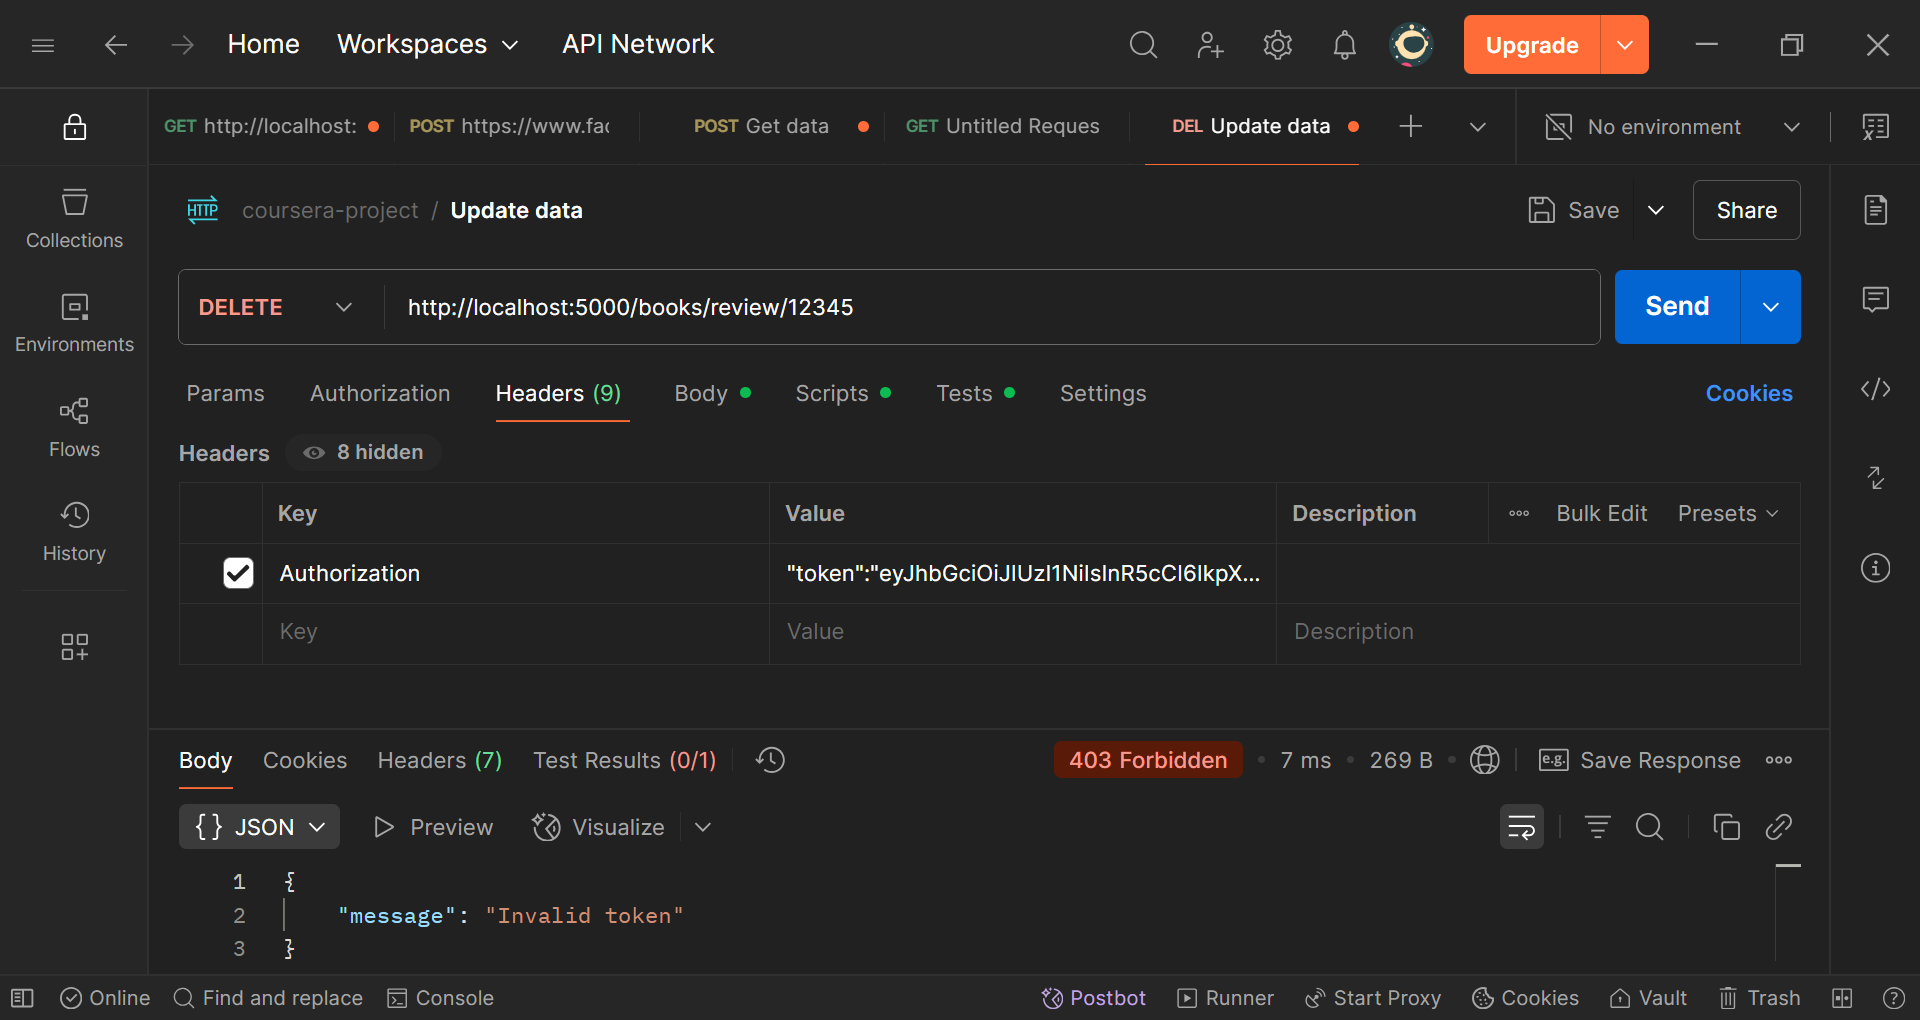 Home Workspaces API Network Upgrade
GET http://localhost: POST https://www.fac POST Get data GET Untitled Reques DEL Update data No environment
HTTP coursera-project / Update data Save Share
Collections
DELETE http://localhost:5000/books/review/12345 Send
Environments
Params Authorization Headers (9) Body Scripts Tests Settings Cookies
Flows
Headers 8 hidden
Key Value Description Bulk Edit Presets
History
Authorization "token":"eyJhbGciOiJIUzI1NiIsInR5cCI6IkpX...
Key Value Description
Body Cookies Headers (7) Test Results (0/1) 403 Forbidden 7 ms 269 B e.g. Save Response
{} JSON Preview Visualize
1 {
2 "message": "Invalid token"
3 }
Online Find and replace Console Postbot Runner Start Proxy Cookies Vault Trash